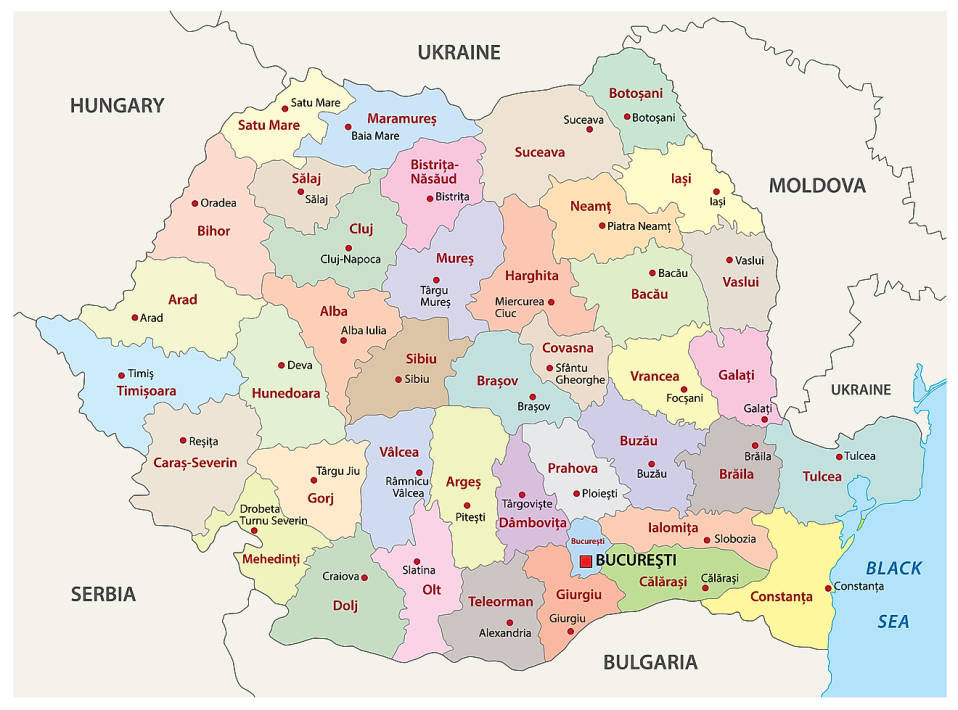 UKRAINE
HUNGARY
MOLDOVA
Satu Mare
Satu Mare
Maramureș
Baia Mare
Botoșani
Botoșani
Suceava
Suceava
Bistrița-
Năsăud
Bistrița
Sălaj
Sălaj
Iași
Iași
Oradea
Bihor
Cluj
Cluj-Napoca
Neamț
Piatra Neamț
Mureș
Târgu
Mureș
Harghita
Miercurea
Ciuc
Bacău
Bacău
Vaslui
Vaslui
Arad
Arad
Alba
Alba Iulia
Sibiu
Sibiu
Covasna
Sfântu
Gheorghe
Brașov
Brașov
Vrancea
Focșani
Galați
Galați
UKRAINE
Timiș
Timișoara
Deva
Hunedoara
Reșița
Caraș-Severin
Târgu Jiu
Gorj
Vâlcea
Râmnicu
Vâlcea
Argeș
Pitești
Târgoviște
Dâmbovița
Prahova
Ploiești
Buzău
Buzău
Brăila
Brăila
Tulcea
Tulcea
Drobeta
Turnu Severin
Mehedinți
Craiova
Dolj
Slatina
Olt
Teleorman
Alexandria
București
BUCUREŞTI
Giurgiu
Giurgiu
Ialomița
Slobozia
Călărași
Călărași
Constanța
Constanța
BLACK
SEA
SERBIA
BULGARIA